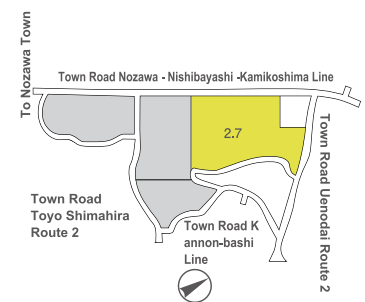 To Nozawa Town
Town Road Nozawa - Nishibayashi -Kamikoshima Line
2.7
Town Road Uenodai Route 2
Town Road
Toyo Shimahira
Route 2
Town Road K
annon-bashi
Line